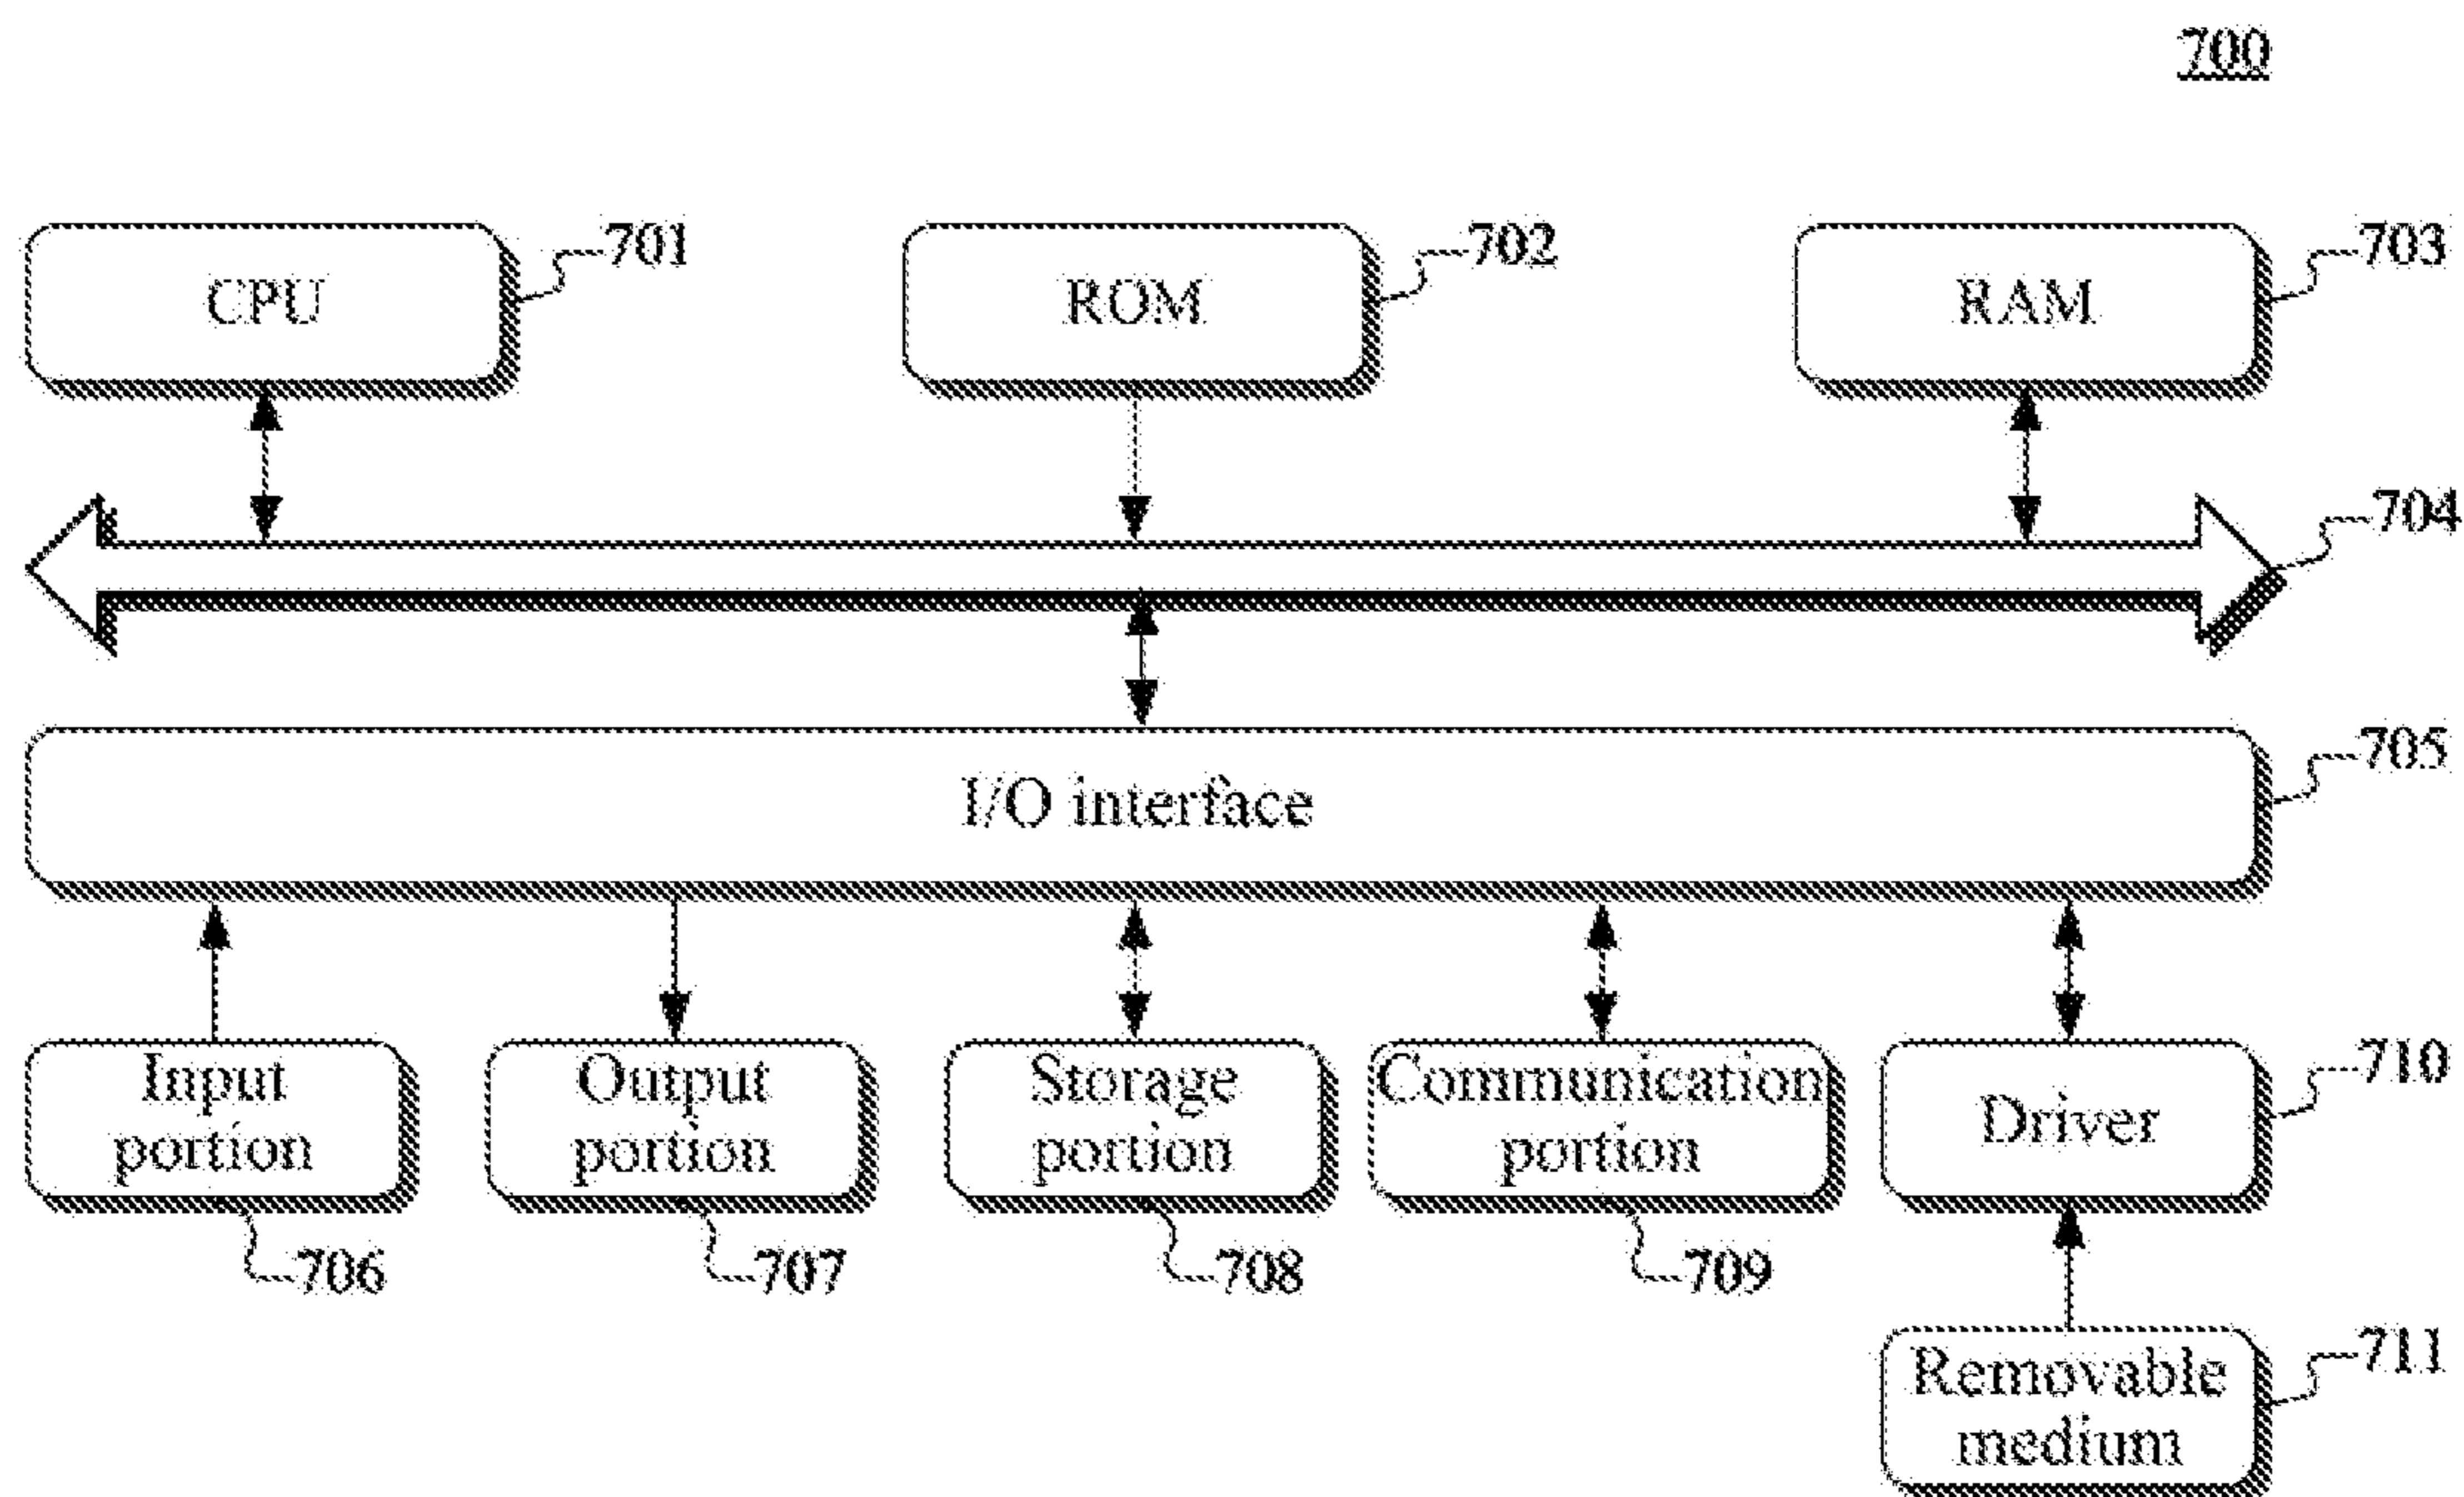 700
CPU
701
ROM
702
RAM
703
704
I/O interface
705
Input
portion
706
Output
portion
707
Storage
portion
708
Communication
portion
709
Driver
710
Removable
medium
711